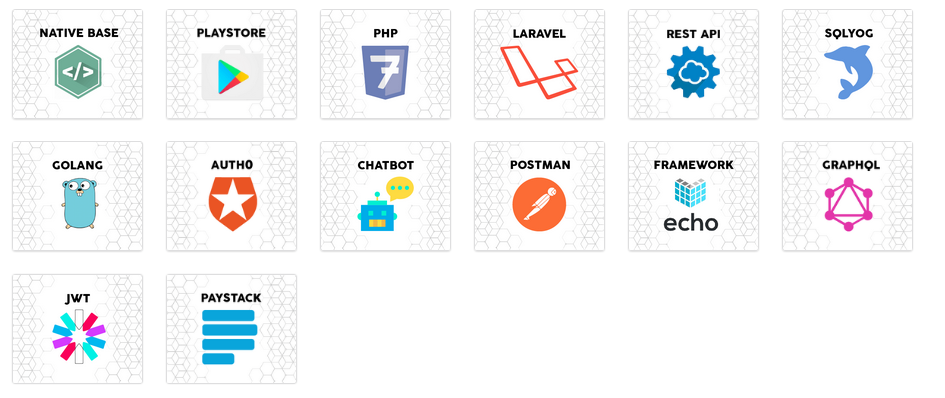 NATIVE BASE
</>
PLAYSTORE
PHP
7
LARAVEL
REST API
SQLYOG
GOLANG
AUTH0
CHATBOT
POSTMAN
FRAMEWORK
echo
GRAPHQL
JWT
PAYSTACK